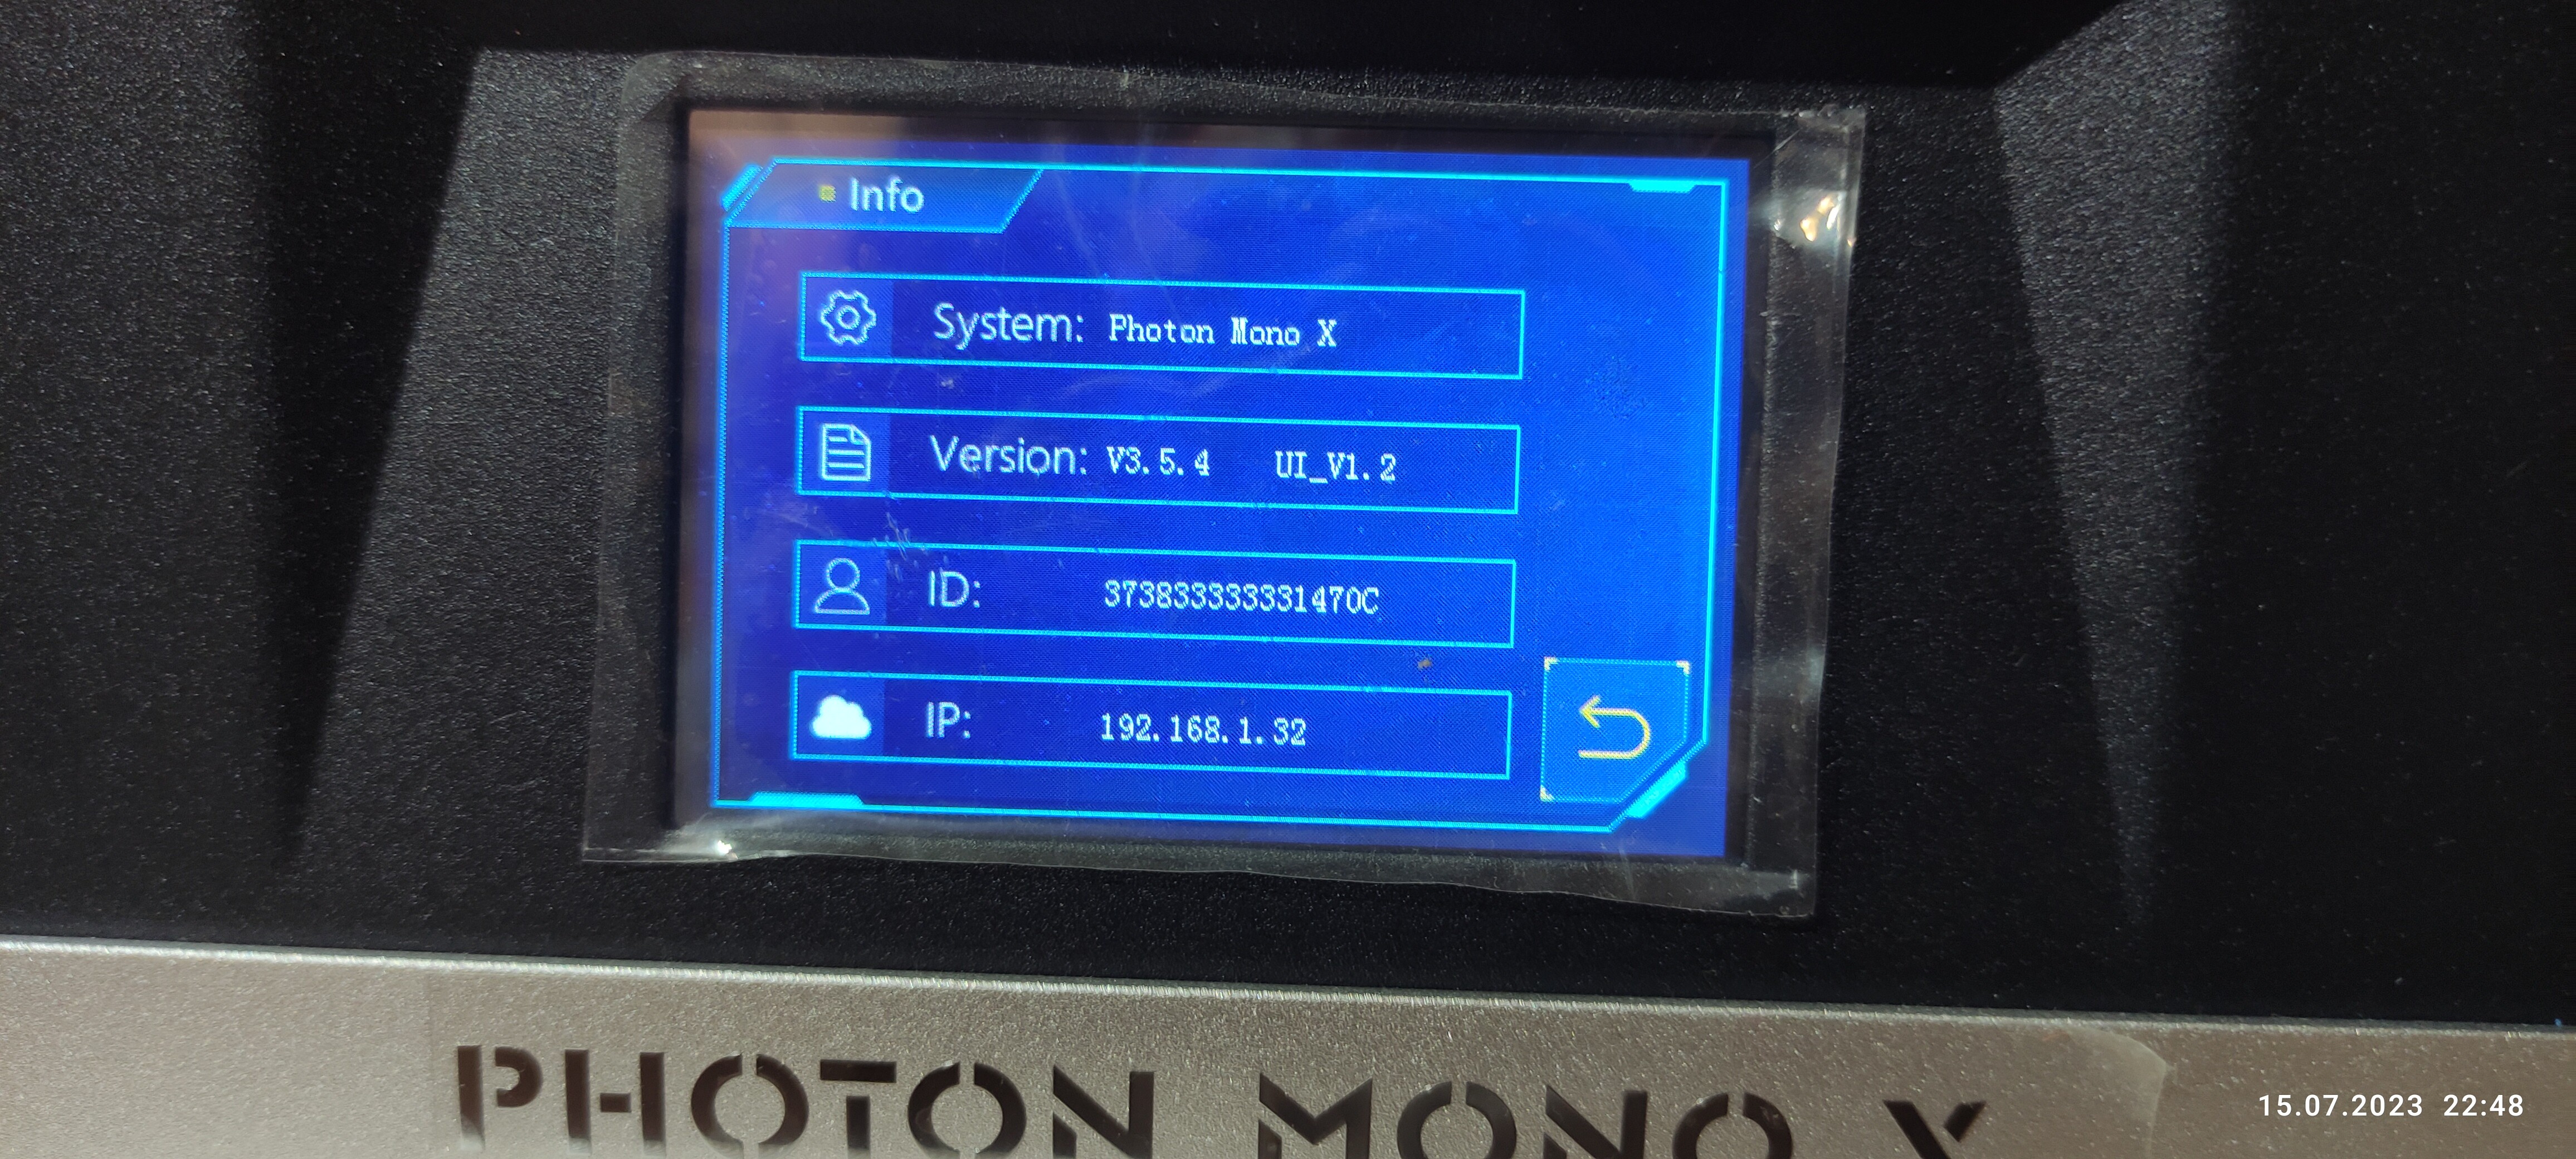 Info
System: Photon Mono X
Version: V3.5.4 UI_V1.2
ID: 373833333331470C
IP: 192.168.1.32
PHOTON MONO X
15.07.2023 22:48